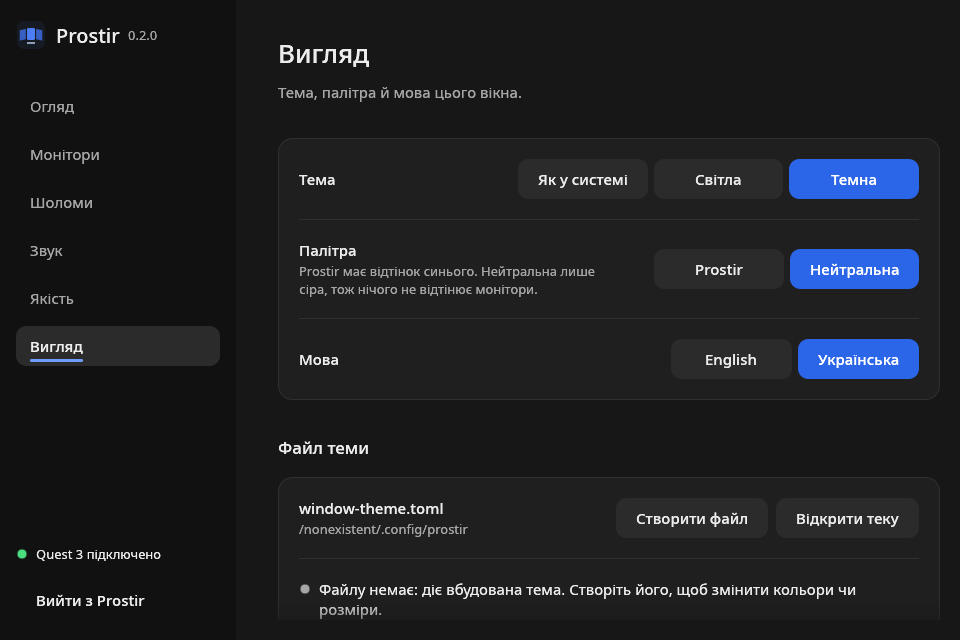 Prostir 0.2.0
Огляд
Монітори
Шоломи
Звук
Якість
Вигляд
Quest 3 підключено
Вийти з Prostir
Вигляд
Тема, палітра й мова цього вікна.
Тема
Як у системі
Світла
Темна
Палітра
Prostir має відтінок синього. Нейтральна лише
сіра, тож нічого не відтінює монітори.
Prostir
Нейтральна
Мова
English
Українська
Файл теми
window-theme.toml
/nonexistent/.config/prostir
Створити файл
Відкрити теку
Файлу немає: діє вбудована тема. Створіть його, щоб змінити кольори чи
розміри.